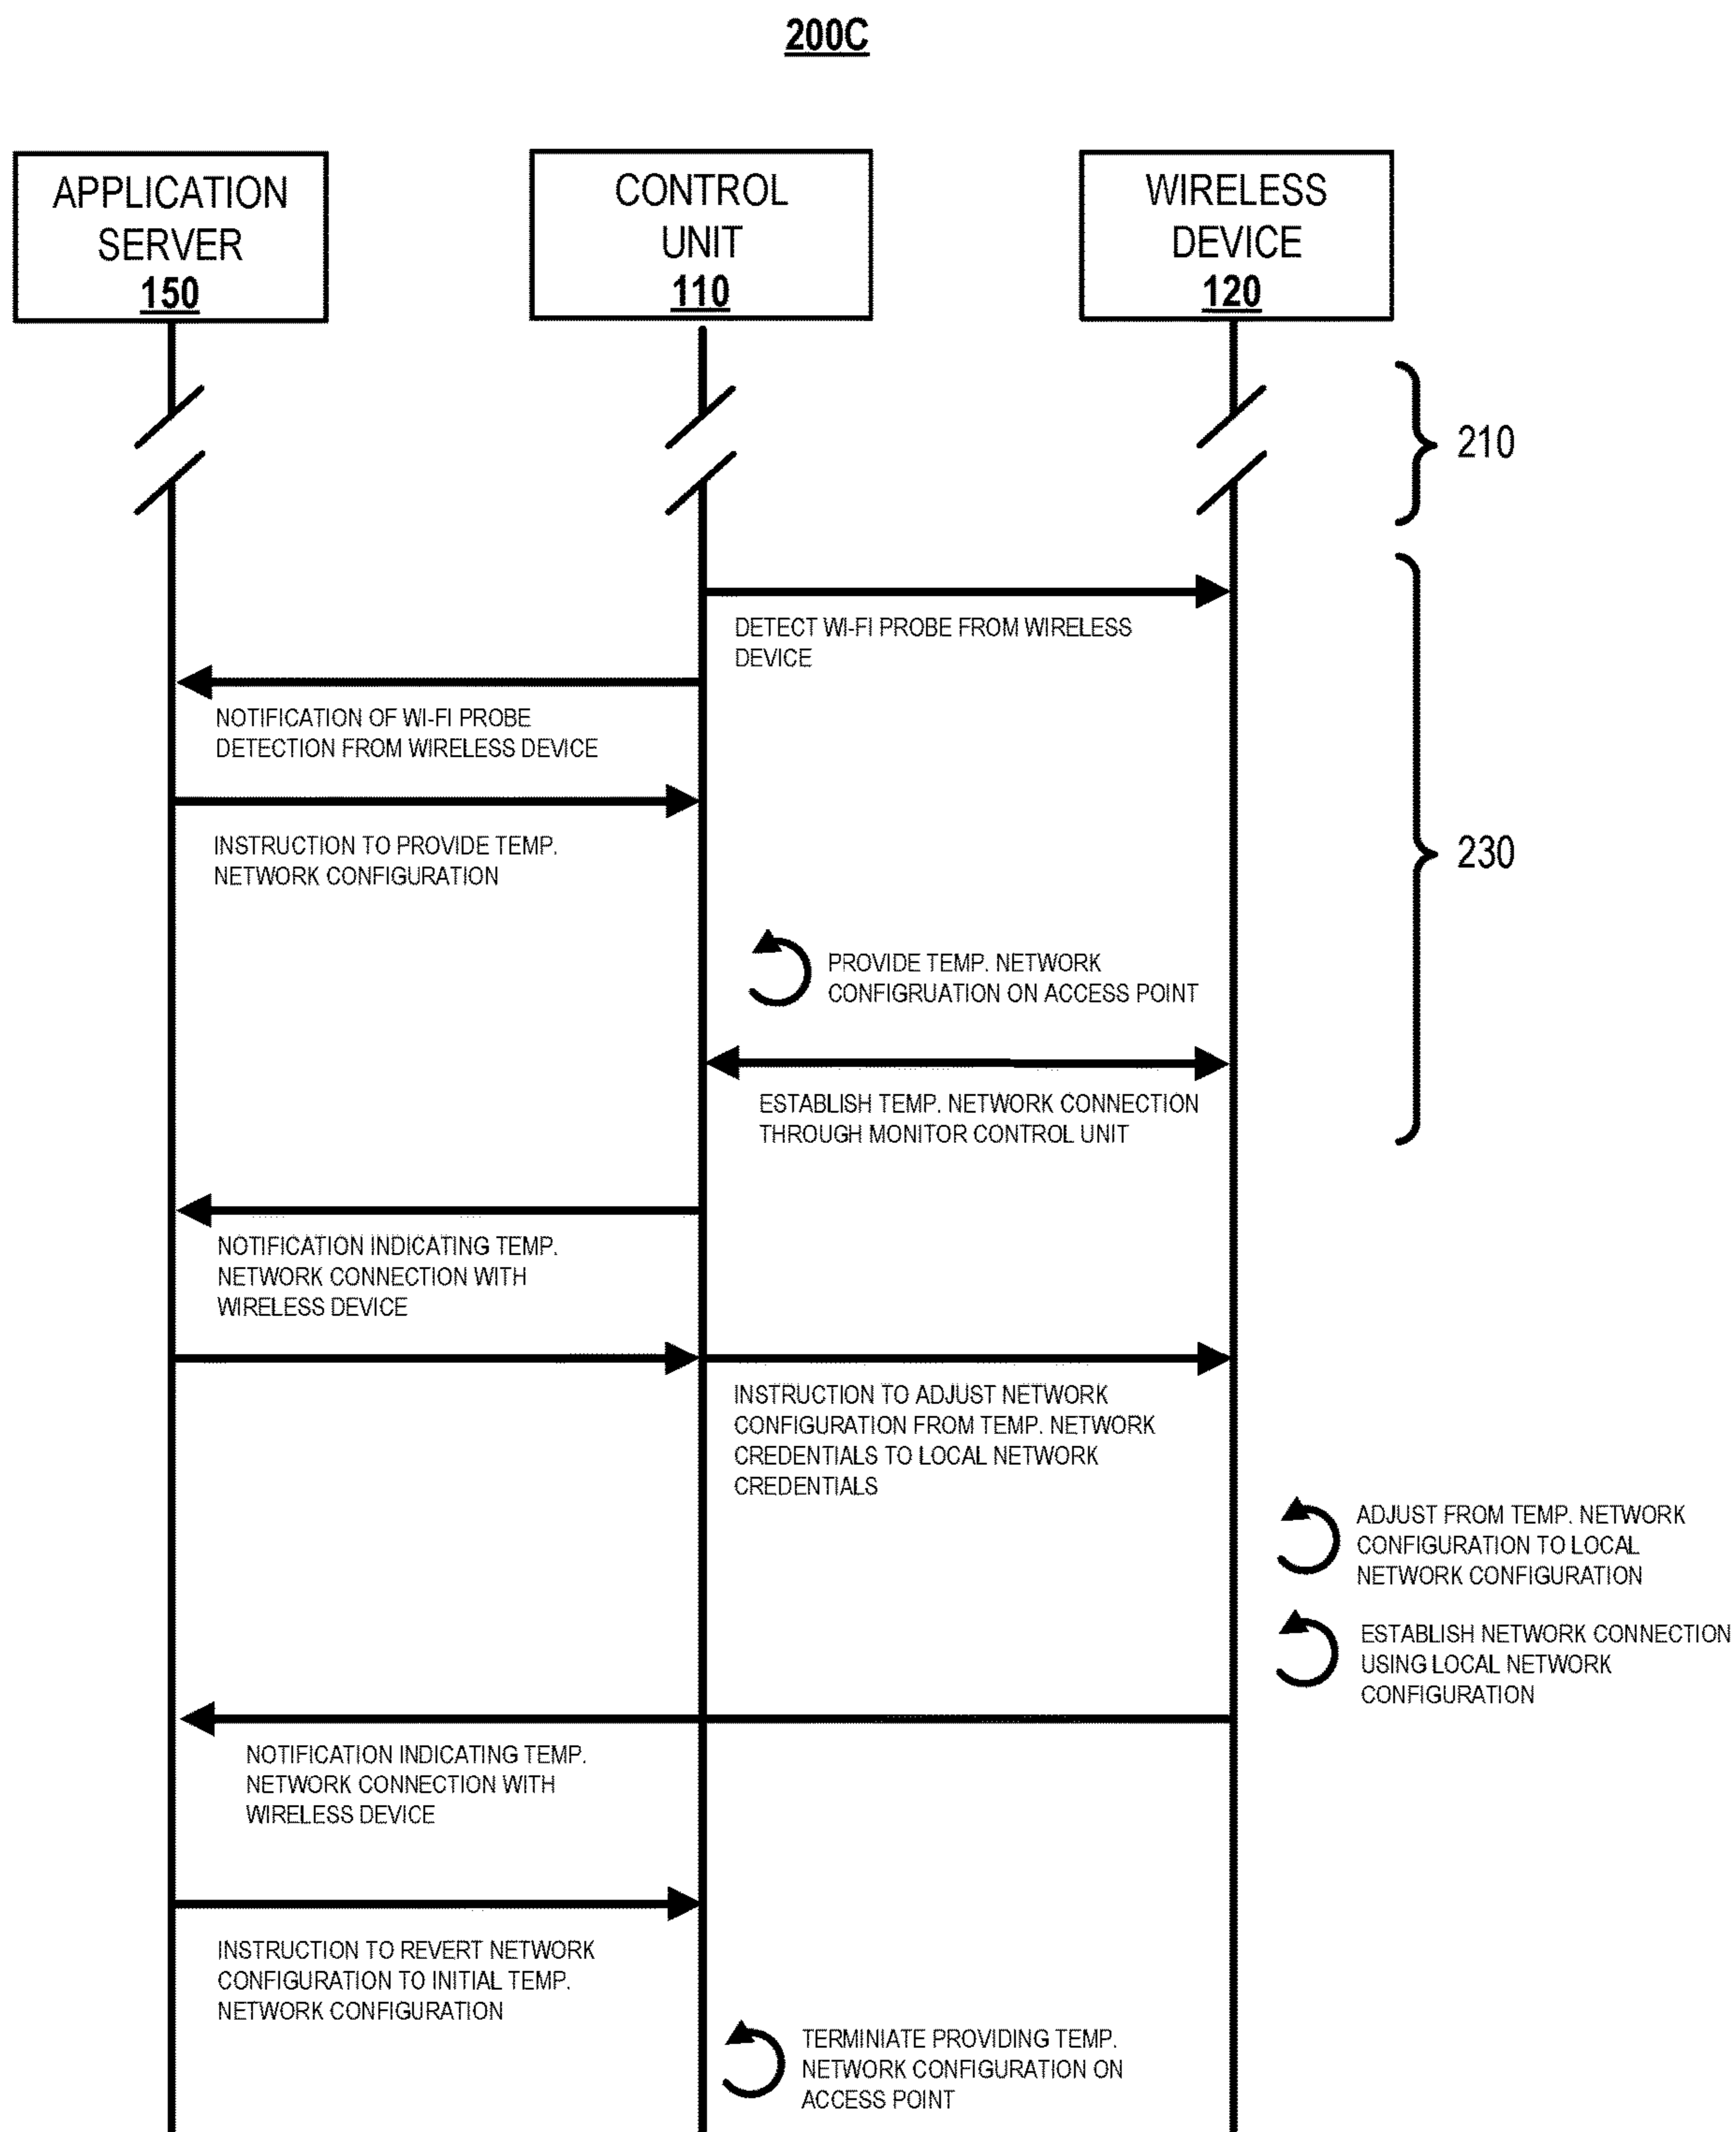 200C
APPLICATION
SERVER
150
CONTROL
UNIT
110
WIRELESS
DEVICE
120
210
DETECT WI-FI PROBE FROM WIRELESS
DEVICE
NOTIFICATION OF WI-FI PROBE
DETECTION FROM WIRELESS DEVICE
INSTRUCTION TO PROVIDE TEMP.
NETWORK CONFIGURATION
230
PROVIDE TEMP. NETWORK
CONFIGRUATION ON ACCESS POINT
ESTABLISH TEMP. NETWORK CONNECTION
THROUGH MONITOR CONTROL UNIT
NOTIFICATION INDICATING TEMP.
NETWORK CONNECTION WITH
WIRELESS DEVICE
INSTRUCTION TO ADJUST NETWORK
CONFIGURATION FROM TEMP. NETWORK
CREDENTIALS TO LOCAL NETWORK
CREDENTIALS
ADJUST FROM TEMP. NETWORK
CONFIGURATION TO LOCAL
NETWORK CONFIGURATION
ESTABLISH NETWORK CONNECTION
USING LOCAL NETWORK
CONFIGURATION
NOTIFICATION INDICATING TEMP.
NETWORK CONNECTION WITH
WIRELESS DEVICE
INSTRUCTION TO REVERT NETWORK
CONFIGURATION TO INITIAL TEMP.
NETWORK CONFIGURATION
TERMINIATE PROVIDING TEMP.
NETWORK CONFIGURATION ON
ACCESS POINT